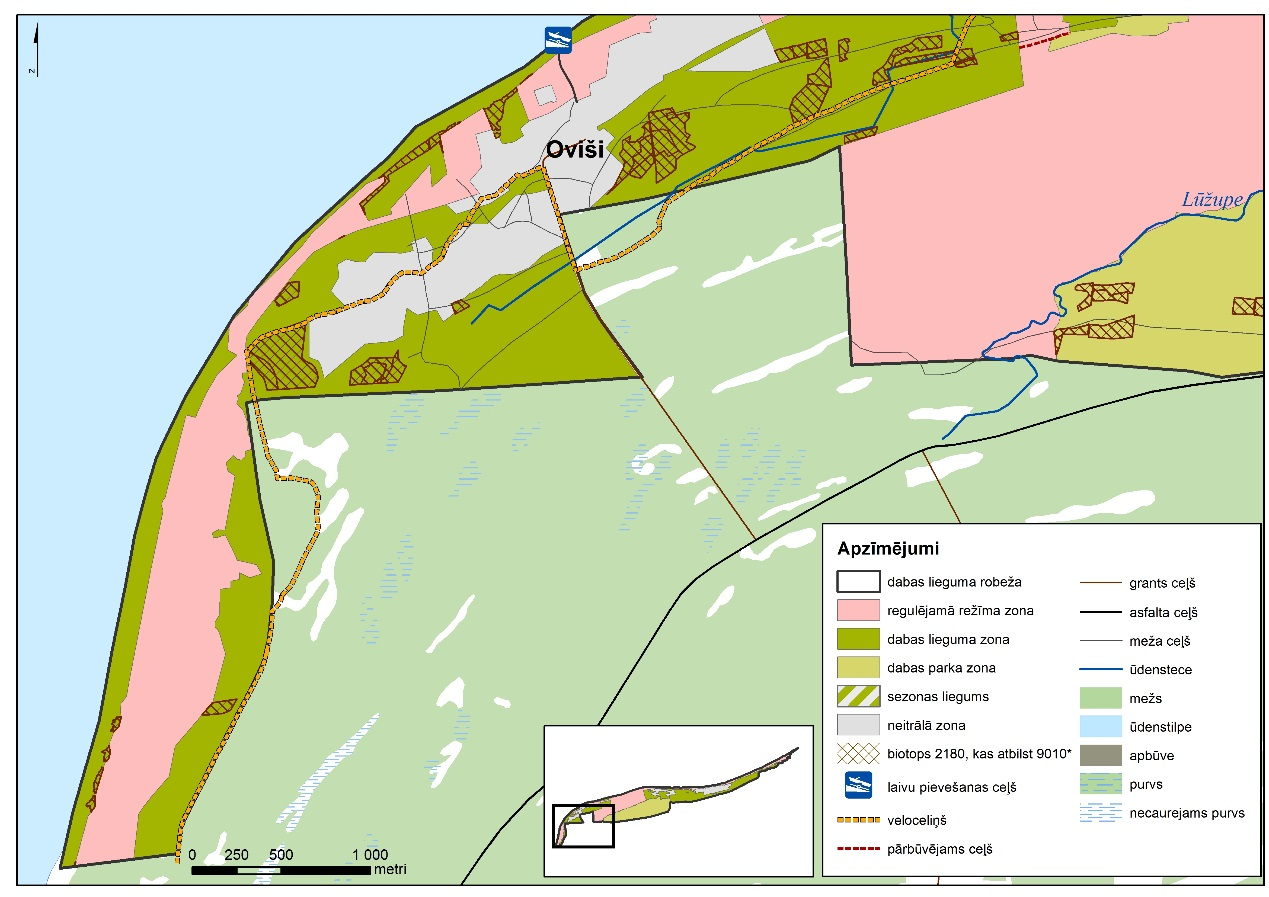 z
Ovīši
Lūžupe
Apzīmējumi
dabas lieguma robeža
regulējamā režīma zona
dabas lieguma zona
dabas parka zona
sezonas liegums
neitrālā zona
biotops 2180, kas atbilst 9010*
laivu pievešanas ceļš
veloceliņš
pārbūvējams ceļš
grants ceļš
asfalta ceļš
meža ceļš
ūdenstece
mežs
ūdenstilpe
apbūve
purvs
necaurejams purvs
0 250 500 1 000
metri